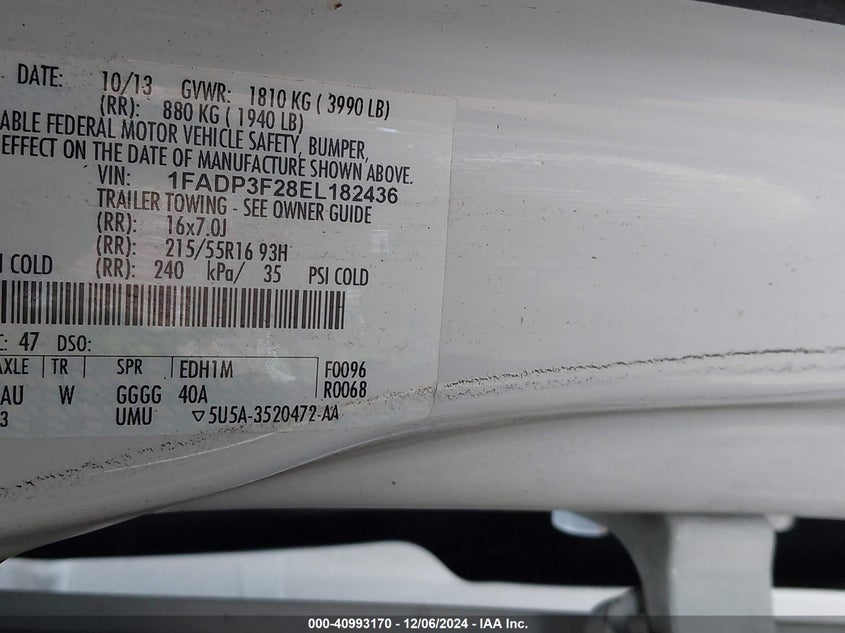 DATE: 10/13 GVWR: 1810 KG ( 3990 LB)
(RR): 880 KG ( 1940 LB)
ABLE FEDERAL MOTOR VEHICLE SAFETY, BUMPER,
EFFECT ON THE DATE OF MANUFACTURE SHOWN ABOVE.
VIN: 1FADP3F28EL182436
TRAILER TOWING - SEE OWNER GUIDE
(RR): 16x7.0J
(RR): 215/55R16 93H
I COLD (RR): 240 kPa/ 35 PSI COLD
C: 47 DSO:
AXLE TR SPR EDH1M F0096
AU W GGGG 40A R0068
3 UMU ▽5U5A-3520472-AA
000-40993170 - 12/06/2024 - IAA Inc.